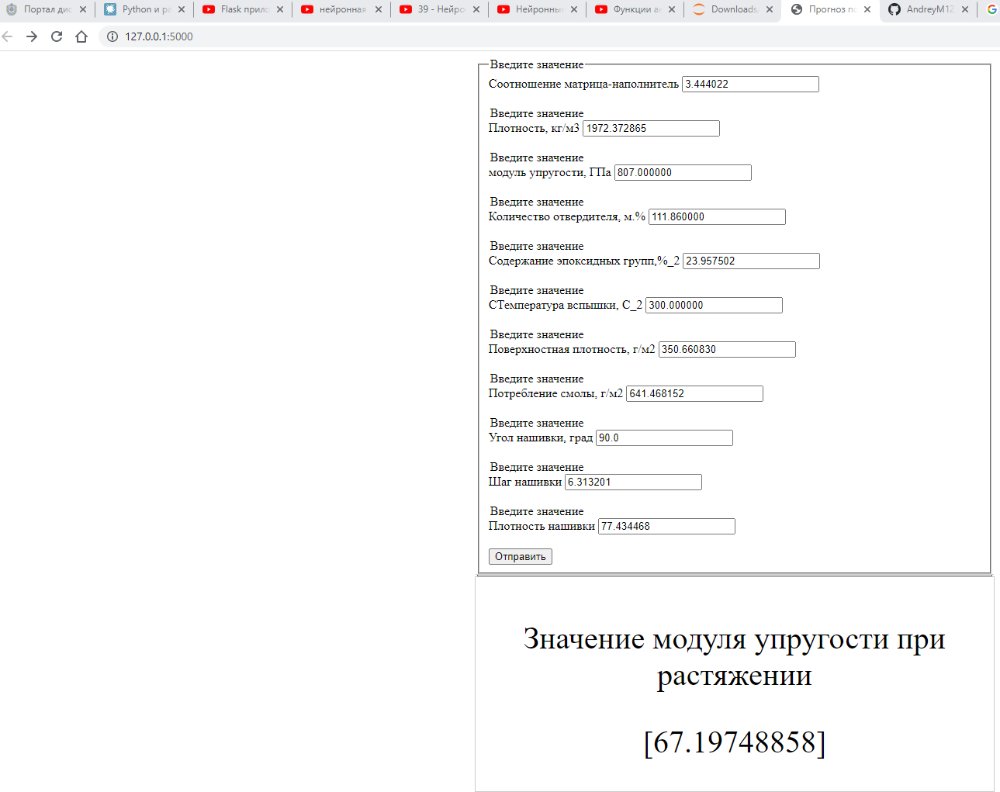 Портал дис
Python и ра
Flask прило
нейронная
39 - Нейро
Нейронные
Функции ак
Downloads
Прогноз по
AndreyM12
127.0.0.1:5000
Введите значение
Соотношение матрица-наполнитель 3.444022
Введите значение
Плотность, кг/м3 1972.372865
Введите значение
модуль упругости, ГПа 807.000000
Введите значение
Количество отвердителя, м.% 111.860000
Введите значение
Содержание эпоксидных групп,%_2 23.957502
Введите значение
СТемпература вспышки, С_2 300.000000
Введите значение
Поверхностная плотность, г/м2 350.660830
Введите значение
Потребление смолы, г/м2 641.468152
Введите значение
Угол нашивки, град 90.0
Введите значение
Шаг нашивки 6.313201
Введите значение
Плотность нашивки 77.434468
Отправить
Значение модуля упругости при
растяжении
[67.19748858]